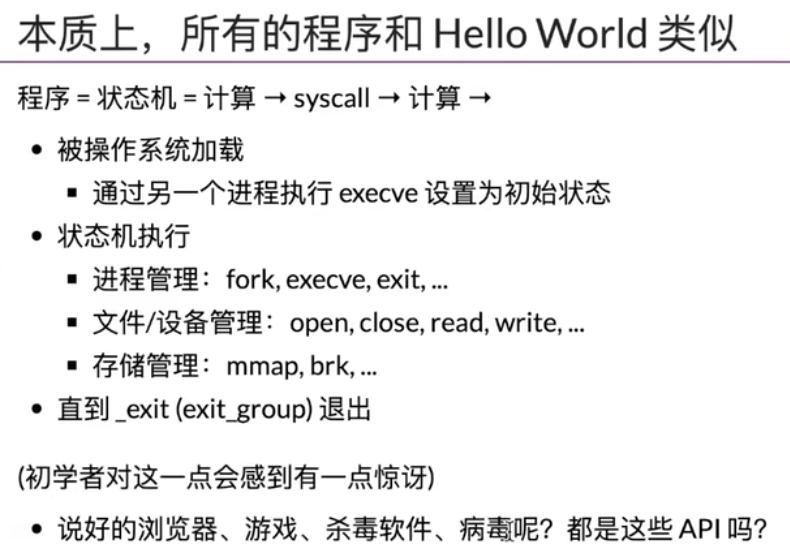 本质上，所有的程序和 Hello World 类似
程序 = 状态机 = 计算 → syscall → 计算 →
• 被操作系统加载
▪ 通过另一个进程执行 execve 设置为初始状态
• 状态机执行
▪ 进程管理：fork, execve, exit, ...
▪ 文件/设备管理：open, close, read, write, ...
▪ 存储管理：mmap, brk, ...
• 直到 _exit (exit_group) 退出
(初学者对这一点会感到有一点惊讶)
• 说好的浏览器、游戏、杀毒软件、病毒呢？都是这些 API 吗？